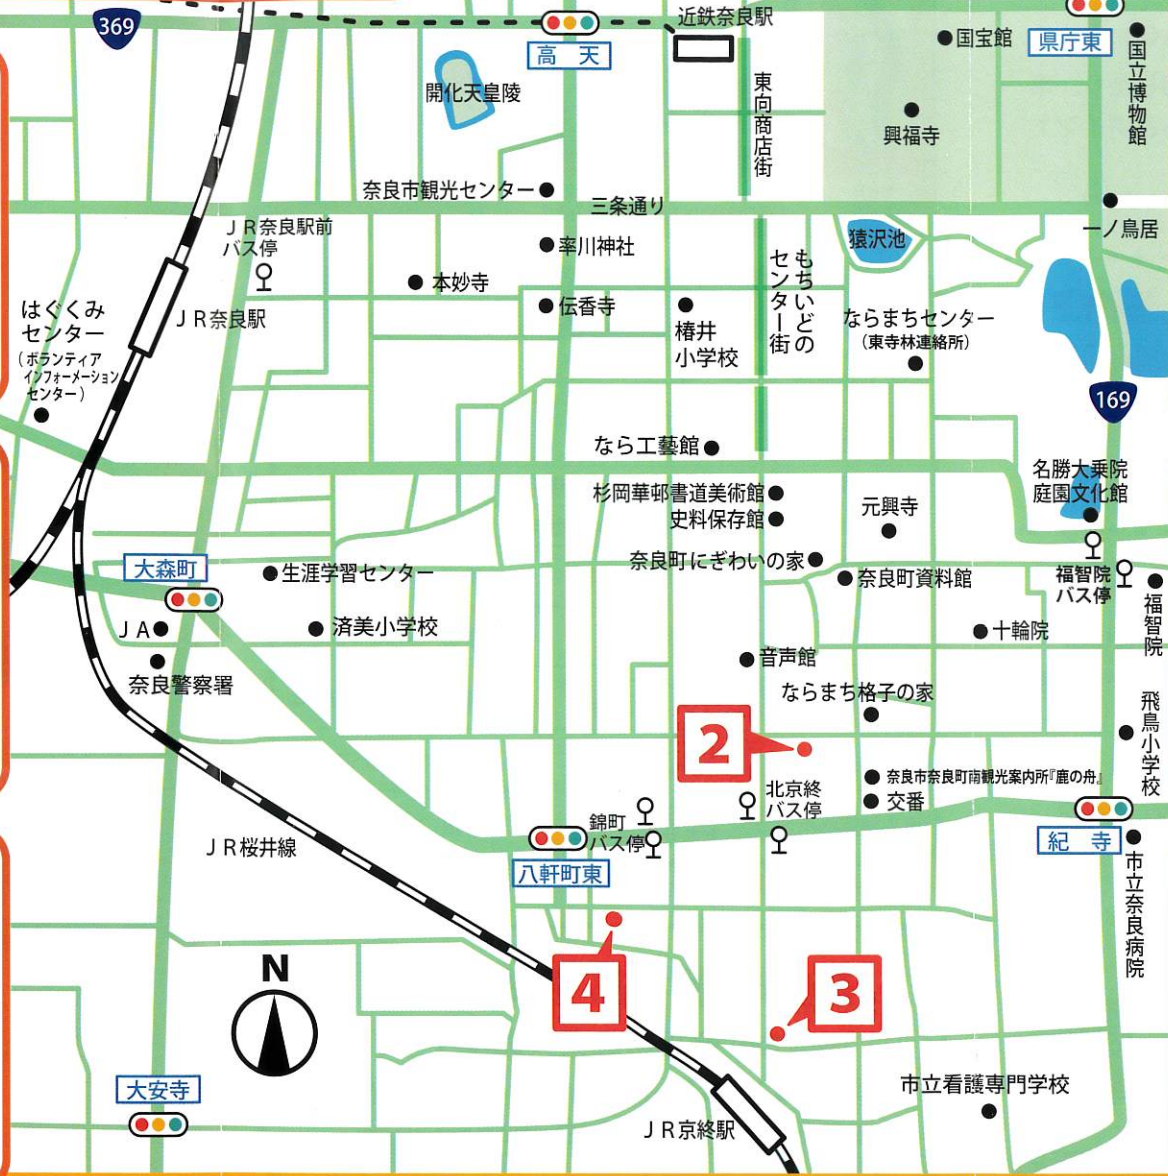 369
高 天
近鉄奈良駅
国宝館
県庁東
国立博物館
開化天皇陵
東向商店街
興福寺
奈良市観光センター
三条通り
一ノ鳥居
ＪＲ奈良駅前
バス停
率川神社
猿沢池
本妙寺
もちいどの
センター街
はぐくみ
センター
（ボランティア
インフォーメーション
センター）
ＪＲ奈良駅
伝香寺
椿井
小学校
ならまちセンター
（東寺林連絡所）
169
なら工藝館
名勝大乗院
庭園文化館
杉岡華邨書道美術館
史料保存館
元興寺
奈良町にぎわいの家
奈良町資料館
大森町
生涯学習センター
福智院
バス停
福智院
ＪＡ
済美小学校
十輪院
音声館
奈良警察署
ならまち格子の家
飛鳥小学校
2
奈良市奈良町南観光案内所『鹿の舟』
北京終
バス停
交番
錦町
バス停
紀 寺
ＪＲ桜井線
八軒町東
市立奈良病院
N
4
3
大安寺
市立看護専門学校
ＪＲ京終駅